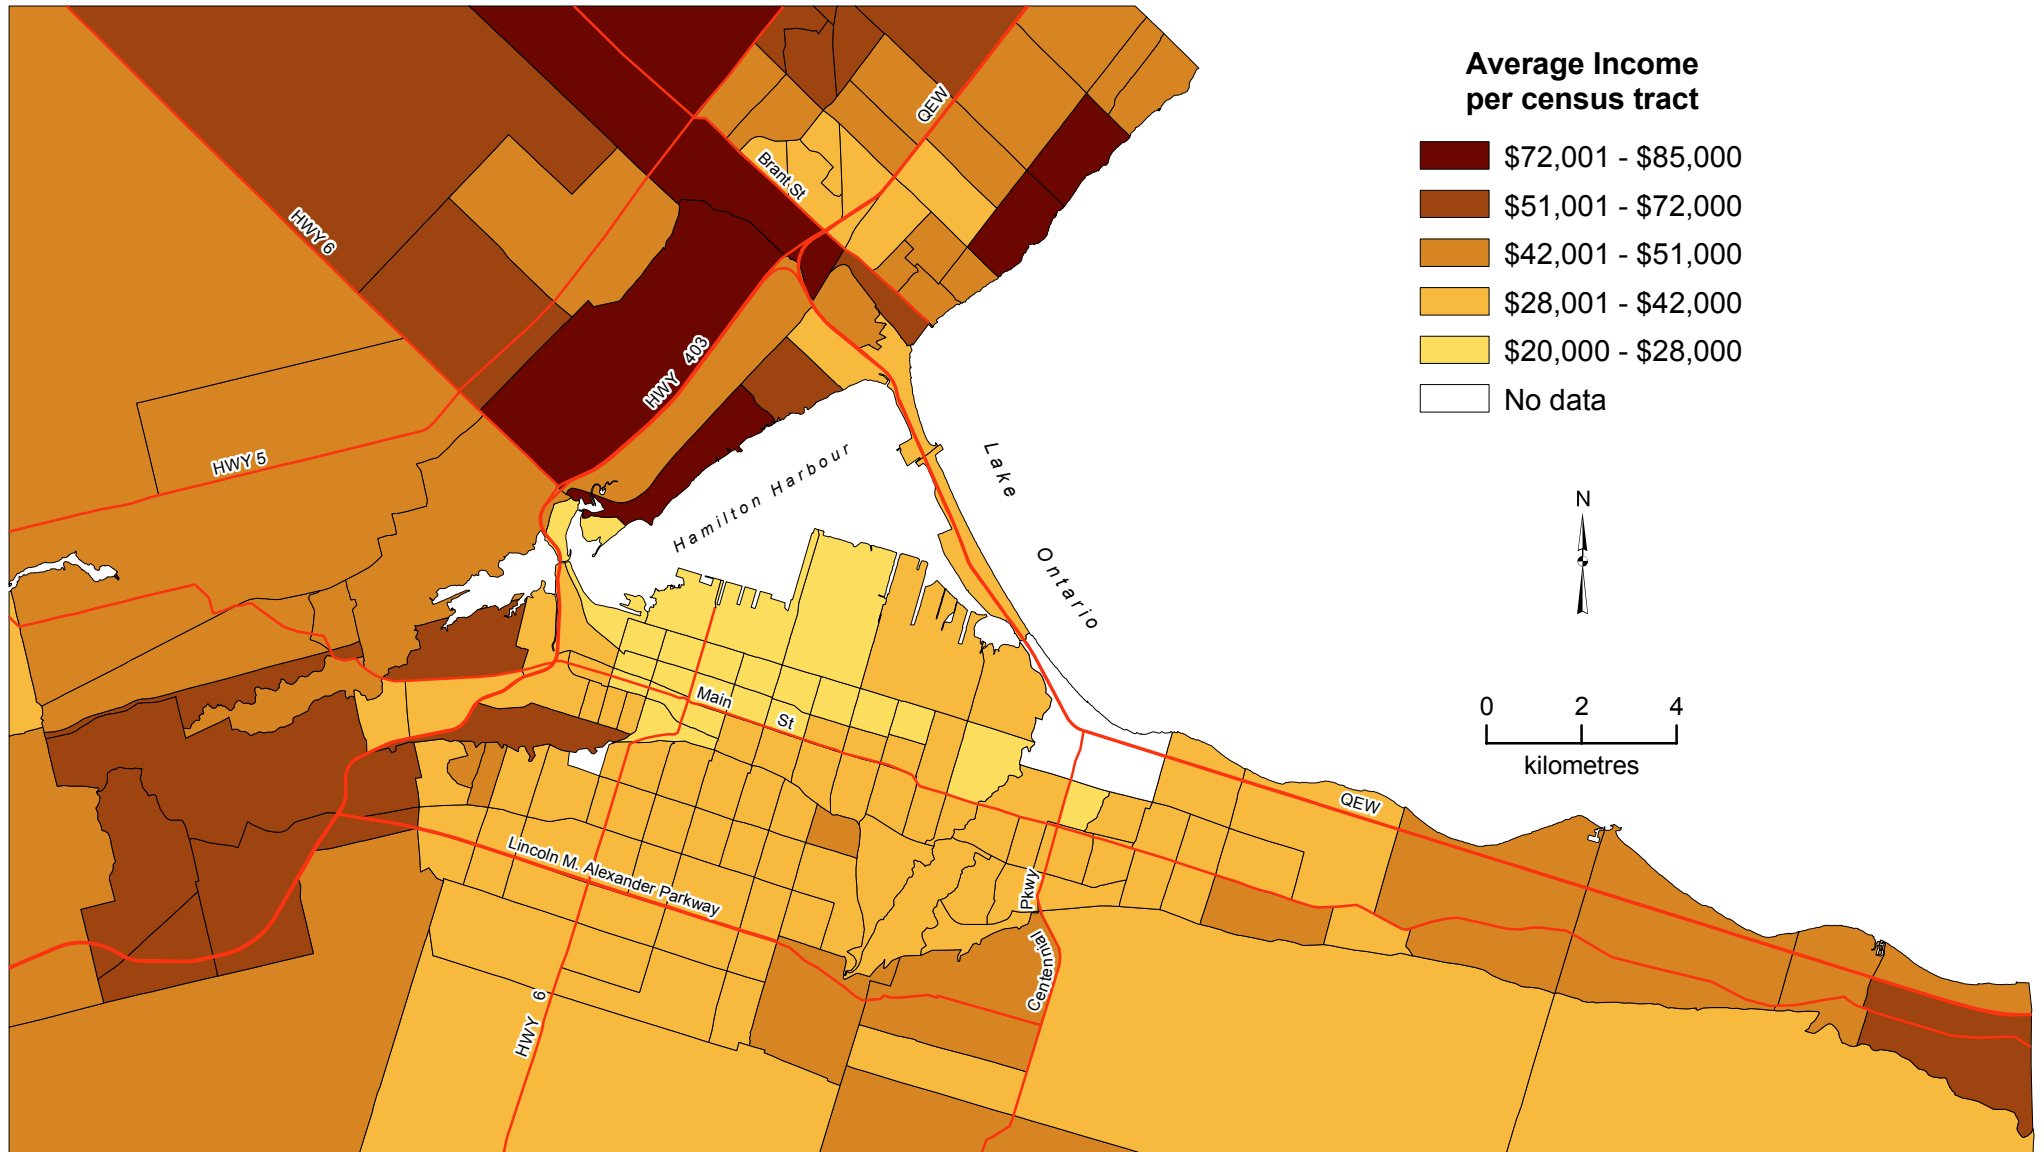 Average Income
per census tract
$72,001 - $85,000
$51,001 - $72,000
$42,001 - $51,000
$28,001 - $42,000
$20,000 - $28,000
No data
QEW
Brant St
HWY 6
HWY 403
HWY 5
Hamilton Harbour
Lake
Ontario
N
Main St
0 2 4
kilometres
QEW
Lincoln M. Alexander Parkway
Centennial Pkwy
HWY 6